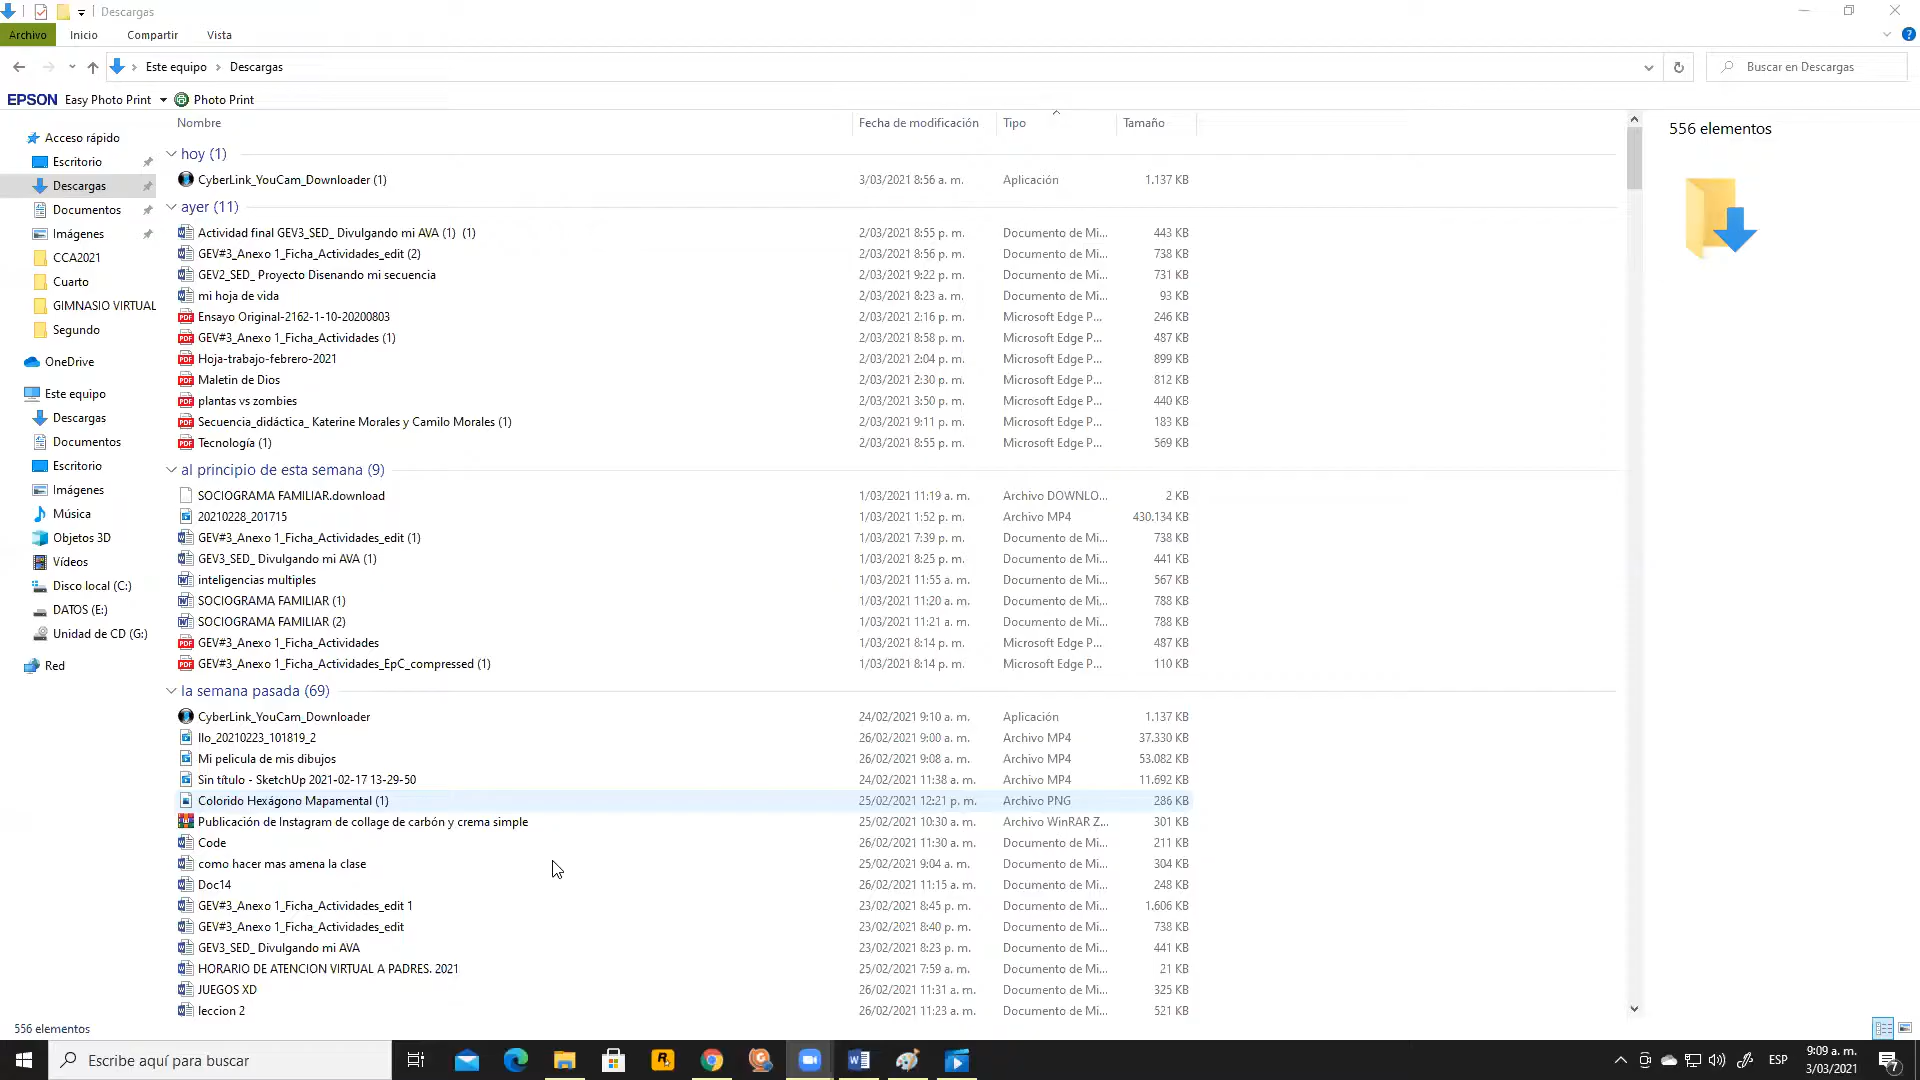 Descargas
Archivo Inicio Compartir Vista
Este equipo Descargas Buscar en Descargas
EPSON Easy Photo Print Photo Print
Nombre Fecha de modificación Tipo Tamaño
556 elementos
Acceso rápido
Escritorio
Descargas
Documentos
Imágenes
CCA2021
Cuarto
GIMNASIO VIRTUAL
Segundo
OneDrive
Este equipo
Descargas
Documentos
Escritorio
Imágenes
Música
Objetos 3D
Vídeos
Disco local (C:)
DATOS (E:)
Unidad de CD (G:)
Red
hoy (1)
CyberLink_YouCam_Downloader (1) 3/03/2021 8:56 a. m. Aplicación 1.137 KB
ayer (11)
Actividad final GEV3_SED_ Divulgando mi AVA (1) (1) 2/03/2021 8:55 p. m. Documento de Mi... 443 KB
GEV#3_Anexo 1_Ficha_Actividades_edit (2) 2/03/2021 8:56 p. m. Documento de Mi... 738 KB
GEV2_SED_ Proyecto Disenando mi secuencia 2/03/2021 9:22 p. m. Documento de Mi... 731 KB
mi hoja de vida 2/03/2021 8:23 a. m. Documento de Mi... 93 KB
Ensayo Original-2162-1-10-20200803 2/03/2021 2:16 p. m. Microsoft Edge P... 246 KB
GEV#3_Anexo 1_Ficha_Actividades (1) 2/03/2021 8:58 p. m. Microsoft Edge P... 487 KB
Hoja-trabajo-febrero-2021 2/03/2021 2:04 p. m. Microsoft Edge P... 899 KB
Maletin de Dios 2/03/2021 2:30 p. m. Microsoft Edge P... 812 KB
plantas vs zombies 2/03/2021 3:50 p. m. Microsoft Edge P... 440 KB
Secuencia_didáctica_ Katerine Morales y Camilo Morales (1) 2/03/2021 9:11 p. m. Microsoft Edge P... 183 KB
Tecnología (1) 2/03/2021 8:55 p. m. Microsoft Edge P... 569 KB
al principio de esta semana (9)
SOCIOGRAMA FAMILIAR.download 1/03/2021 11:19 a. m. Archivo DOWNLO... 2 KB
20210228_201715 1/03/2021 1:52 p. m. Archivo MP4 430.134 KB
GEV#3_Anexo 1_Ficha_Actividades_edit (1) 1/03/2021 7:39 p. m. Documento de Mi... 738 KB
GEV3_SED_ Divulgando mi AVA (1) 1/03/2021 8:25 p. m. Documento de Mi... 441 KB
inteligencias multiples 1/03/2021 11:55 a. m. Documento de Mi... 567 KB
SOCIOGRAMA FAMILIAR (1) 1/03/2021 11:20 a. m. Documento de Mi... 788 KB
SOCIOGRAMA FAMILIAR (2) 1/03/2021 11:21 a. m. Documento de Mi... 788 KB
GEV#3_Anexo 1_Ficha_Actividades 1/03/2021 8:14 p. m. Microsoft Edge P... 487 KB
GEV#3_Anexo 1_Ficha_Actividades_EpC_compressed (1) 1/03/2021 8:14 p. m. Microsoft Edge P... 110 KB
la semana pasada (69)
CyberLink_YouCam_Downloader 24/02/2021 9:10 a. m. Aplicación 1.137 KB
llo_20210223_101819_2 26/02/2021 9:00 a. m. Archivo MP4 37.330 KB
Mi pelicula de mis dibujos 26/02/2021 9:08 a. m. Archivo MP4 53.082 KB
Sin título - SketchUp 2021-02-17 13-29-50 24/02/2021 11:38 a. m. Archivo MP4 11.692 KB
Colorido Hexágono Mapamental (1) 25/02/2021 12:21 p. m. Archivo PNG 286 KB
Publicación de Instagram de collage de carbón y crema simple 25/02/2021 10:30 a. m. Archivo WinRAR Z... 301 KB
Code 26/02/2021 11:30 a. m. Documento de Mi... 211 KB
como hacer mas amena la clase 25/02/2021 9:04 a. m. Documento de Mi... 304 KB
Doc14 26/02/2021 11:15 a. m. Documento de Mi... 248 KB
GEV#3_Anexo 1_Ficha_Actividades_edit 1 23/02/2021 8:45 p. m. Documento de Mi... 1.606 KB
GEV#3_Anexo 1_Ficha_Actividades_edit 23/02/2021 8:40 p. m. Documento de Mi... 738 KB
GEV3_SED_ Divulgando mi AVA 23/02/2021 8:23 p. m. Documento de Mi... 441 KB
HORARIO DE ATENCION VIRTUAL A PADRES. 2021 25/02/2021 7:59 a. m. Documento de Mi... 21 KB
JUEGOS XD 26/02/2021 11:31 a. m. Documento de Mi... 325 KB
leccion 2 26/02/2021 11:23 a. m. Documento de Mi... 521 KB
556 elementos
Escribe aquí para buscar
ESP
9:09 a. m.
3/03/2021
7